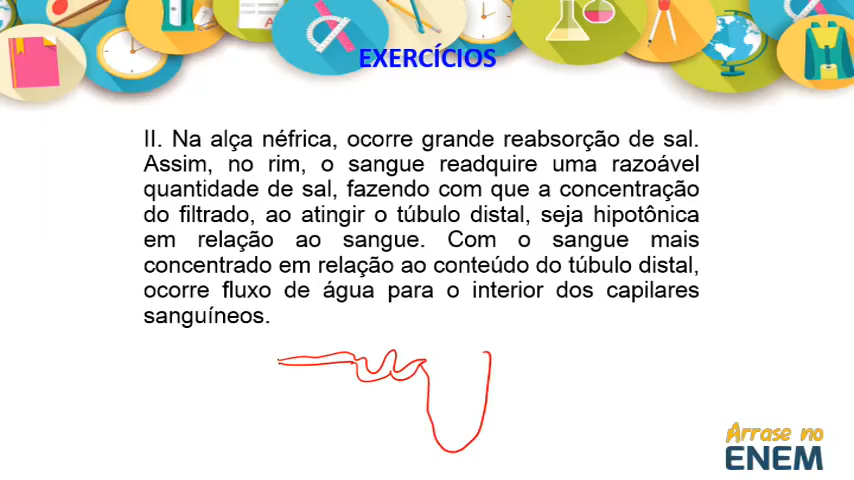 EXERCÍCIOS
II. Na alça néfrica, ocorre grande reabsorção de sal.
Assim, no rim, o sangue readquire uma razoável
quantidade de sal, fazendo com que a concentração
do filtrado, ao atingir o túbulo distal, seja hipotônica
em relação ao sangue. Com o sangue mais
concentrado em relação ao conteúdo do túbulo distal,
ocorre fluxo de água para o interior dos capilares
sanguíneos.
Arrase no
ENEM